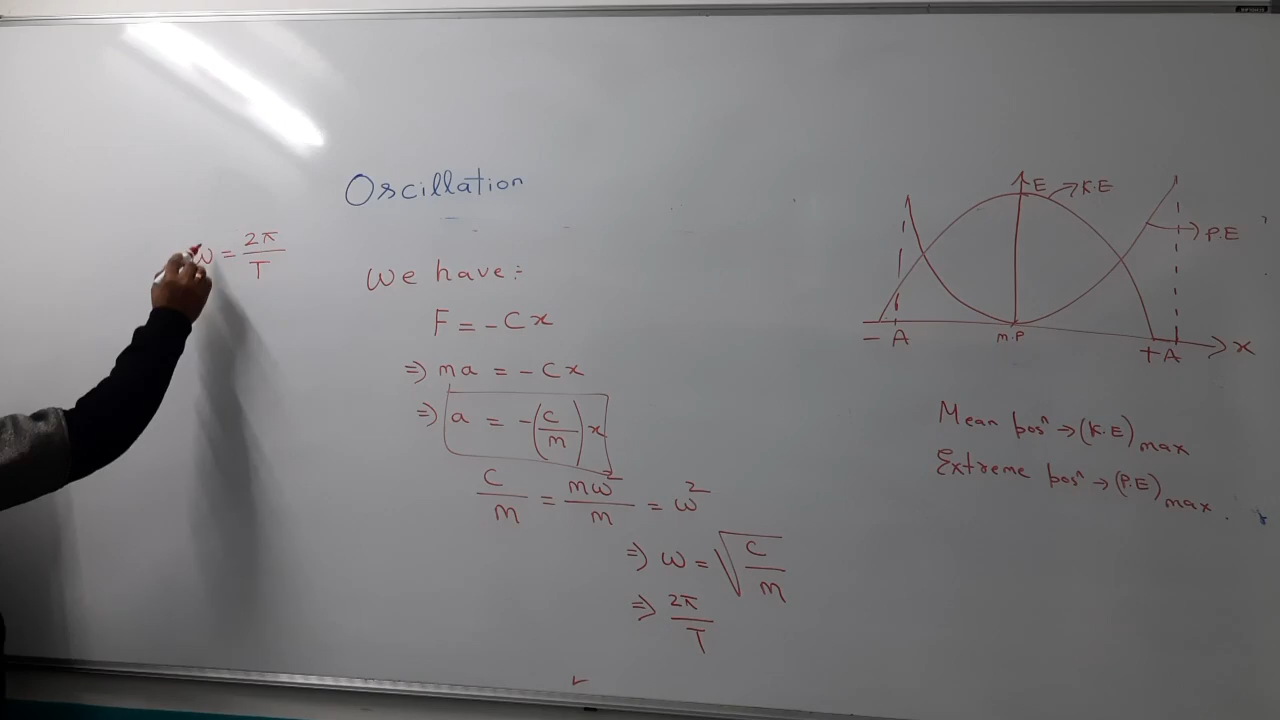 Oscillation
ω = 2π/T
We have :-
F = - Cx
⇒ ma = - Cx
⇒ a = -(C/m)x
C/m = mω²/m = ω²
⇒ ω = √(C/m)
⇒ 2π/T
E
K.E
P.E
- A
M.P
+A
x
Mean posⁿ → (K.E)max
Extreme posⁿ → (P.E)max.